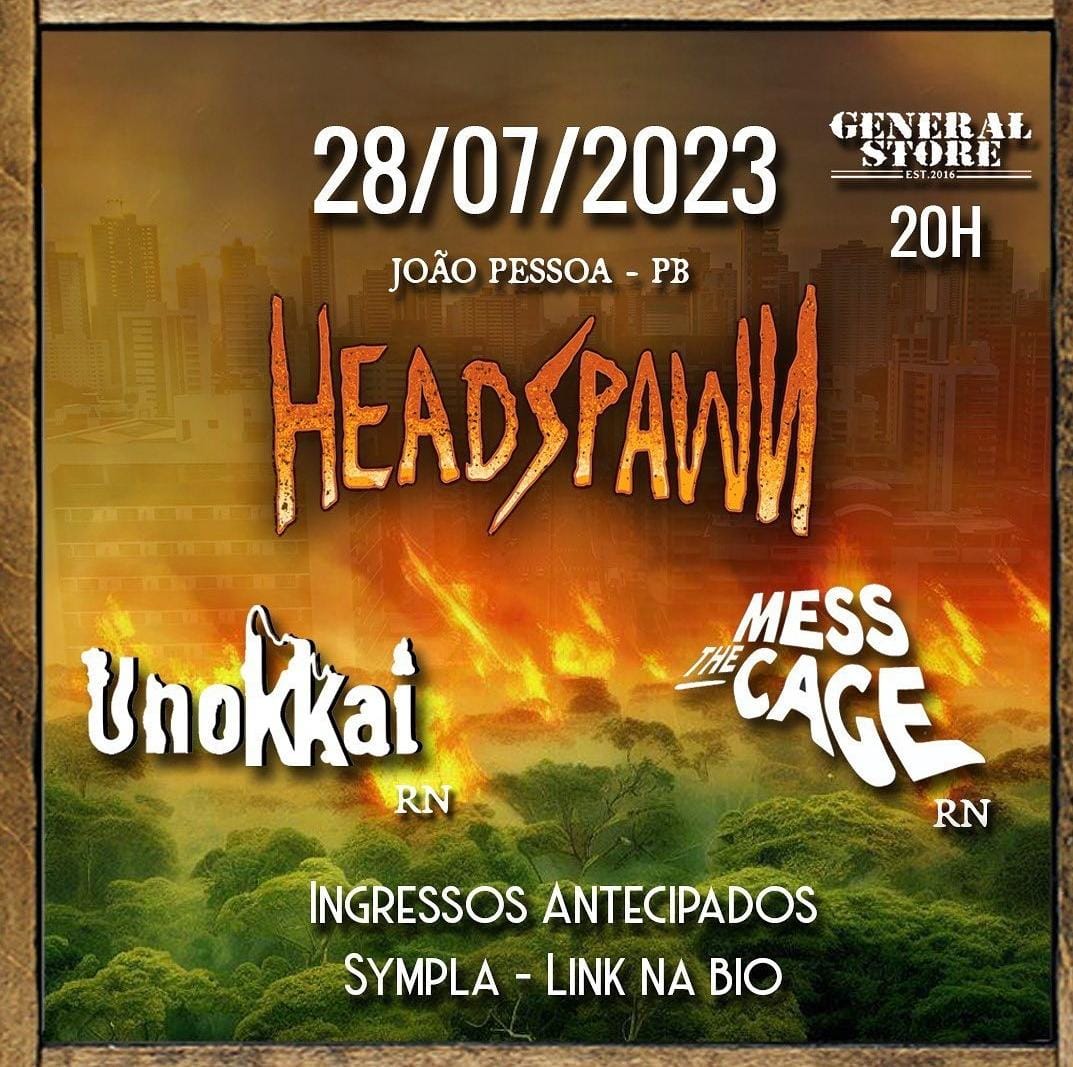 28/07/2023
GENERAL
STORE
EST.2016
20H
JOÃO PESSOA - PB
HEADSPAWN
Unokkai
RN
MESS
THE CAGE
RN
INGRESSOS ANTECIPADOS
SYMPLA - LINK NA BIO